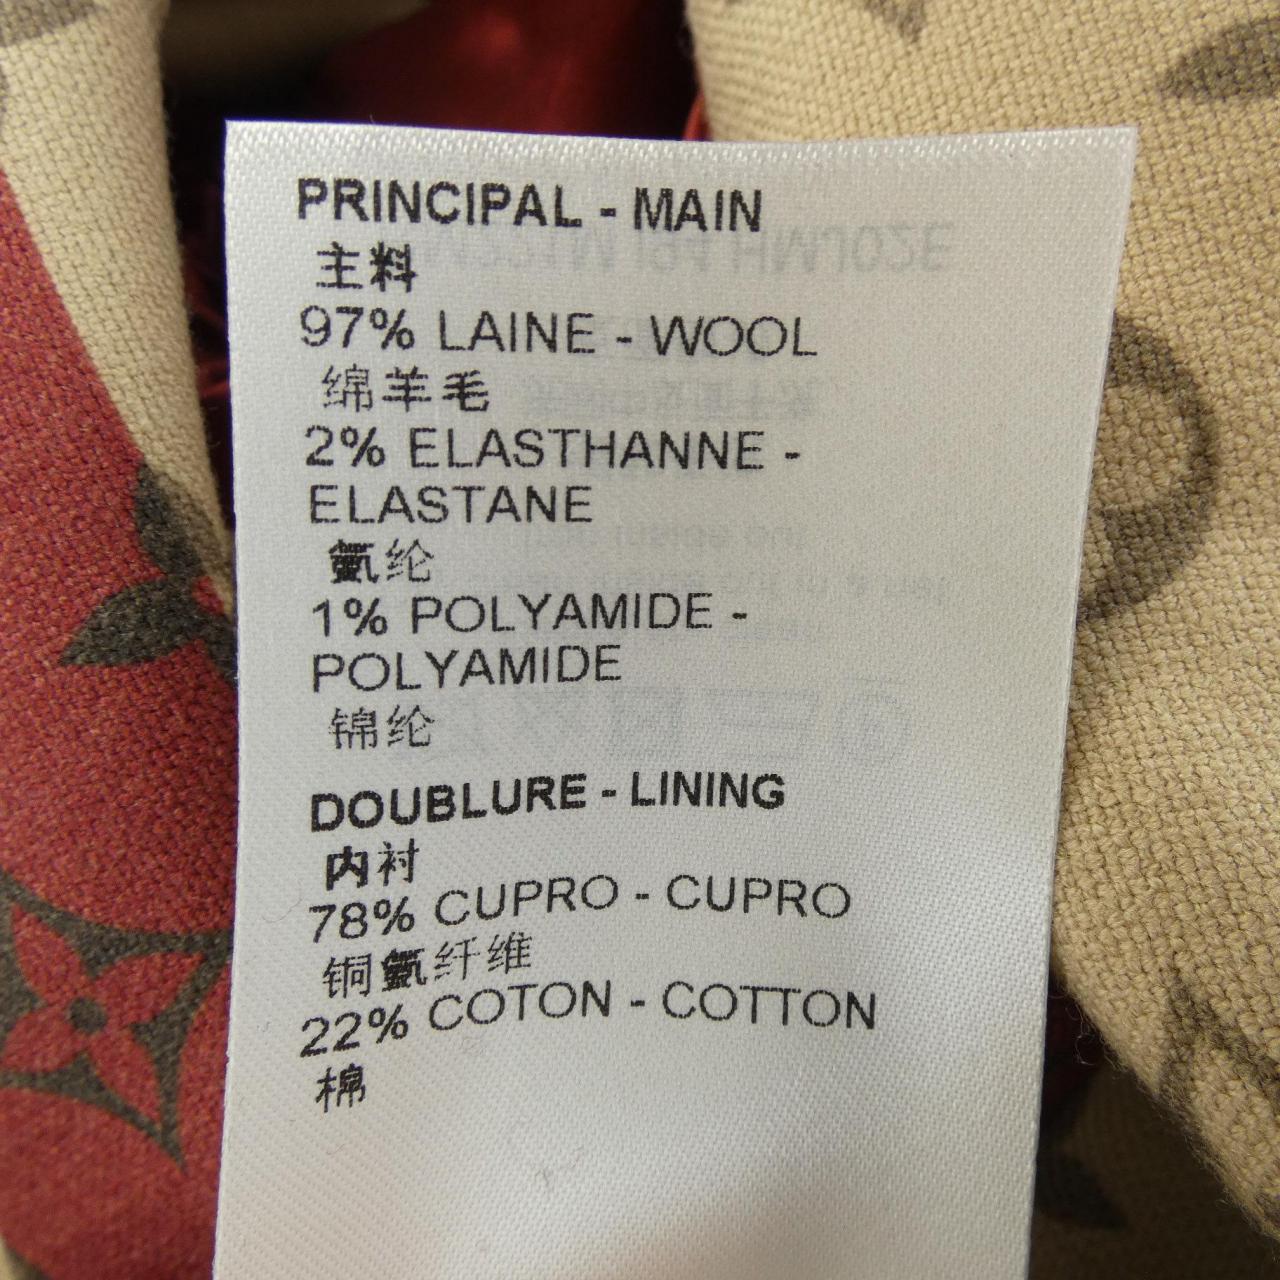 PRINCIPAL - MAIN
主料
97% LAINE - WOOL
绵羊毛
2% ELASTHANNE -
ELASTANE
氨纶
1% POLYAMIDE -
POLYAMIDE
锦纶
DOUBLURE - LINING
内衬
78% CUPRO - CUPRO
铜氨纤维
22% COTON - COTTON
棉